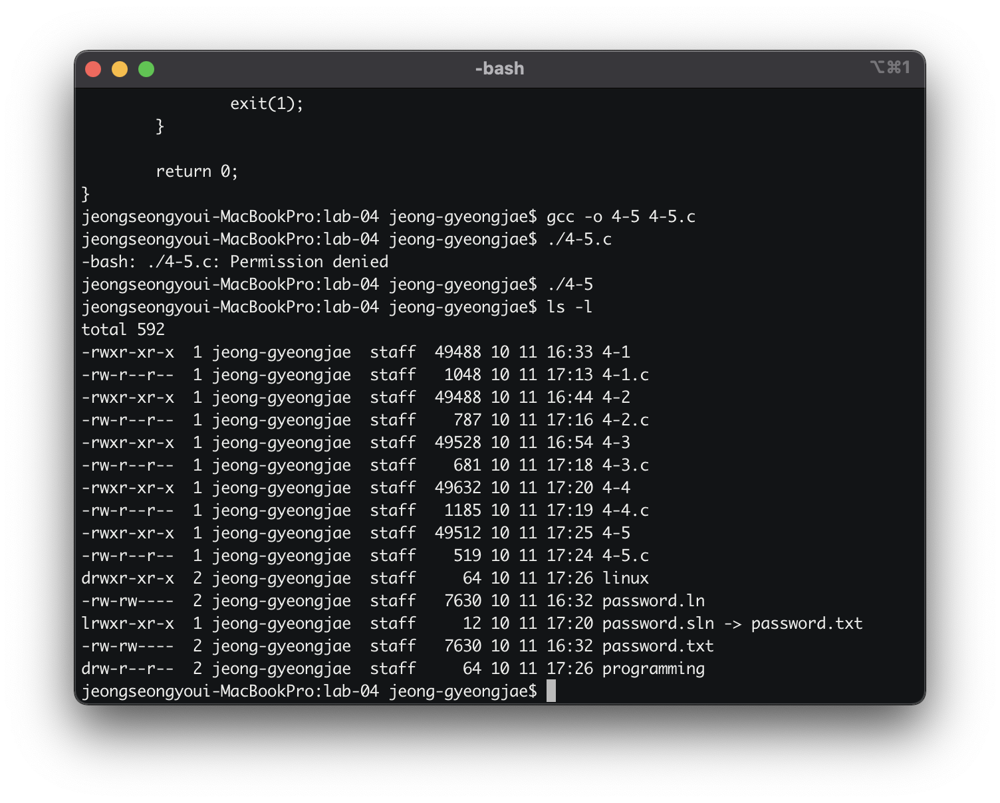 -bash
⌥⌘1
exit(1);
}
return 0;
}
jeongseongyoui-MacBookPro:lab-04 jeong-gyeongjae$ gcc -o 4-5 4-5.c
jeongseongyoui-MacBookPro:lab-04 jeong-gyeongjae$ ./4-5.c
-bash: ./4-5.c: Permission denied
jeongseongyoui-MacBookPro:lab-04 jeong-gyeongjae$ ./4-5
jeongseongyoui-MacBookPro:lab-04 jeong-gyeongjae$ ls -l
total 592
-rwxr-xr-x  1 jeong-gyeongjae  staff  49488 10 11 16:33 4-1
-rw-r--r--  1 jeong-gyeongjae  staff   1048 10 11 17:13 4-1.c
-rwxr-xr-x  1 jeong-gyeongjae  staff  49488 10 11 16:44 4-2
-rw-r--r--  1 jeong-gyeongjae  staff    787 10 11 17:16 4-2.c
-rwxr-xr-x  1 jeong-gyeongjae  staff  49528 10 11 16:54 4-3
-rw-r--r--  1 jeong-gyeongjae  staff    681 10 11 17:18 4-3.c
-rwxr-xr-x  1 jeong-gyeongjae  staff  49632 10 11 17:20 4-4
-rw-r--r--  1 jeong-gyeongjae  staff   1185 10 11 17:19 4-4.c
-rwxr-xr-x  1 jeong-gyeongjae  staff  49512 10 11 17:25 4-5
-rw-r--r--  1 jeong-gyeongjae  staff    519 10 11 17:24 4-5.c
drwxr-xr-x  2 jeong-gyeongjae  staff     64 10 11 17:26 linux
-rw-rw----  2 jeong-gyeongjae  staff   7630 10 11 16:32 password.ln
lrwxr-xr-x  1 jeong-gyeongjae  staff     12 10 11 17:20 password.sln -> password.txt
-rw-rw----  2 jeong-gyeongjae  staff   7630 10 11 16:32 password.txt
drw-r--r--  2 jeong-gyeongjae  staff     64 10 11 17:26 programming
jeongseongyoui-MacBookPro:lab-04 jeong-gyeongjae$